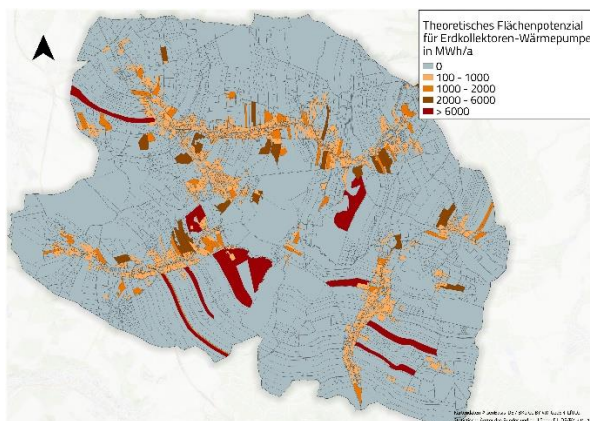 Theoretisches Flächenpotenzial
für Erdkollektoren-Wärmepumpe
in MWh/a
0
100 - 1000
1000 - 2000
2000 - 6000
> 6000